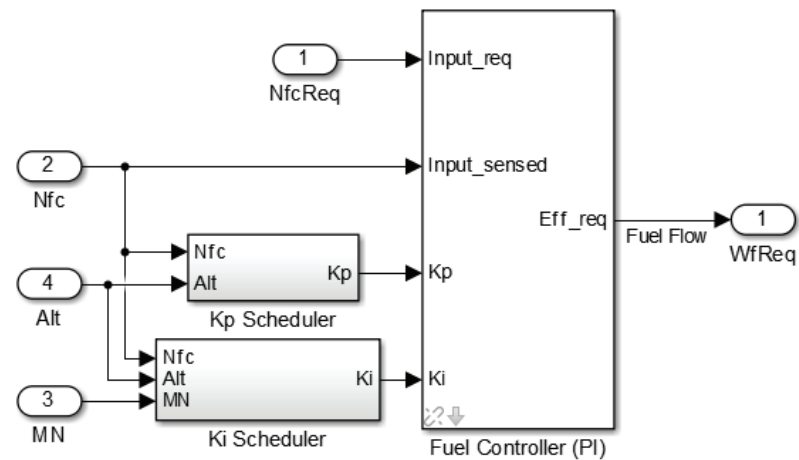 1
NfcReq
Input_req
2
Nfc
Input_sensed
Eff_req
Fuel Flow
1
WfReq
Nfc
Alt
Kp
Kp Scheduler
Kp
4
Alt
Nfc
Alt
MN
Ki
Ki Scheduler
Ki
3
MN
Fuel Controller (PI)